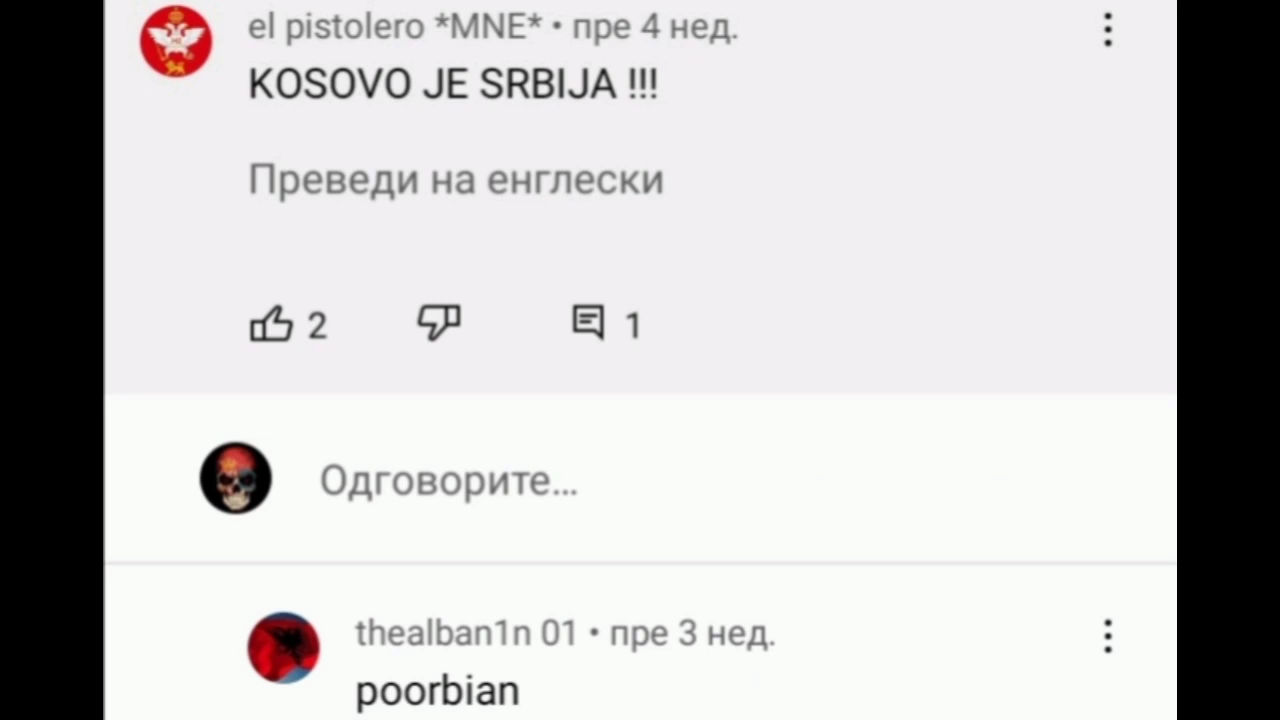 el pistolero *MNE* • пре 4 нед.
KOSOVO JE SRBIJA !!!
Преведи на енглески
2 1
Одговорите...
thealban1n 01 • пре 3 нед.
poorbian